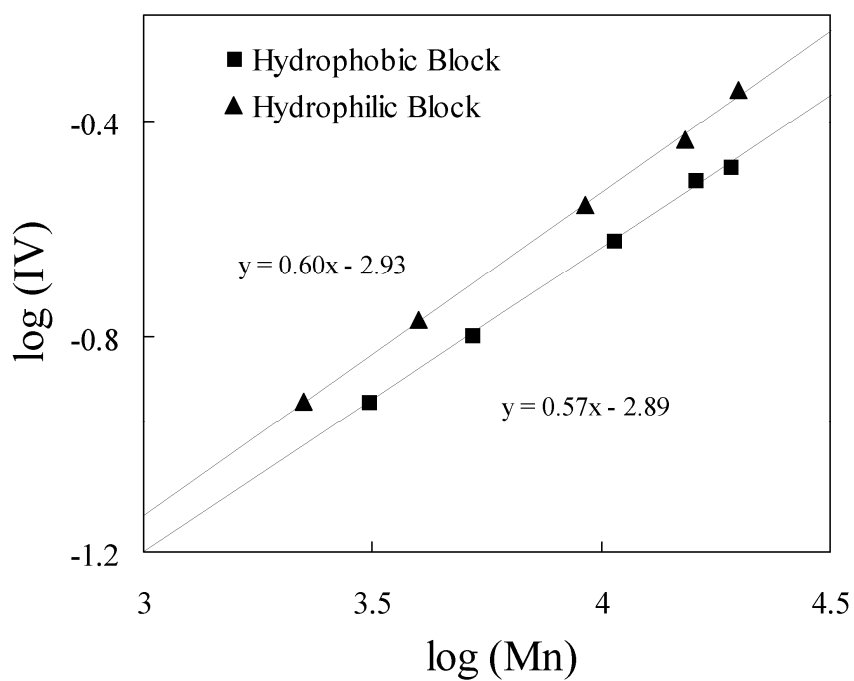 Hydrophobic Block
Hydrophilic Block
-0.4
y = 0.60x - 2.93
log (IV)
-0.8
y = 0.57x - 2.89
-1.2
3 3.5 4 4.5
log (Mn)